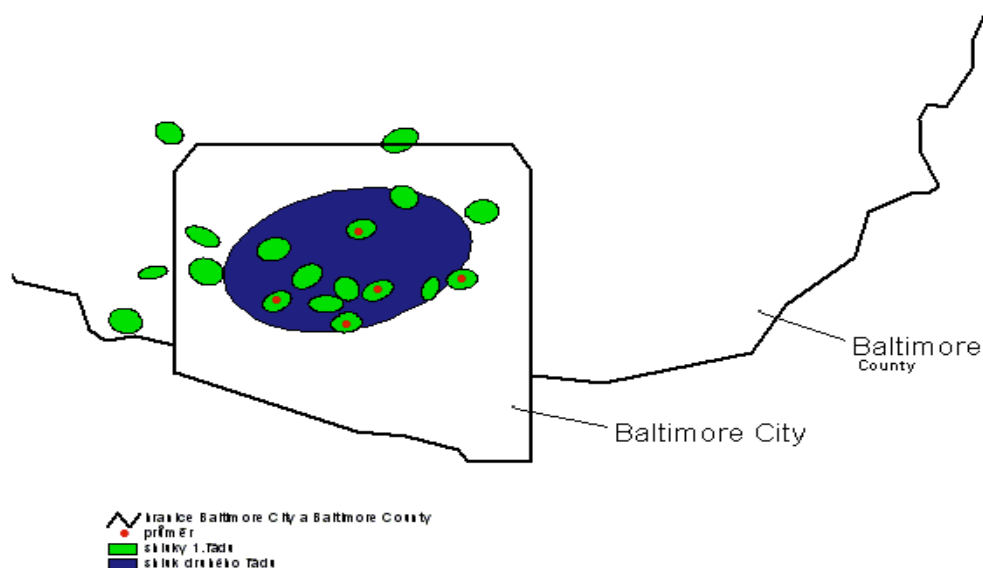 Baltimore
County
Baltimore City
hranice Baltimore City a Baltimore County
průměr
shluky 1.řádu
shluk druhého řádu